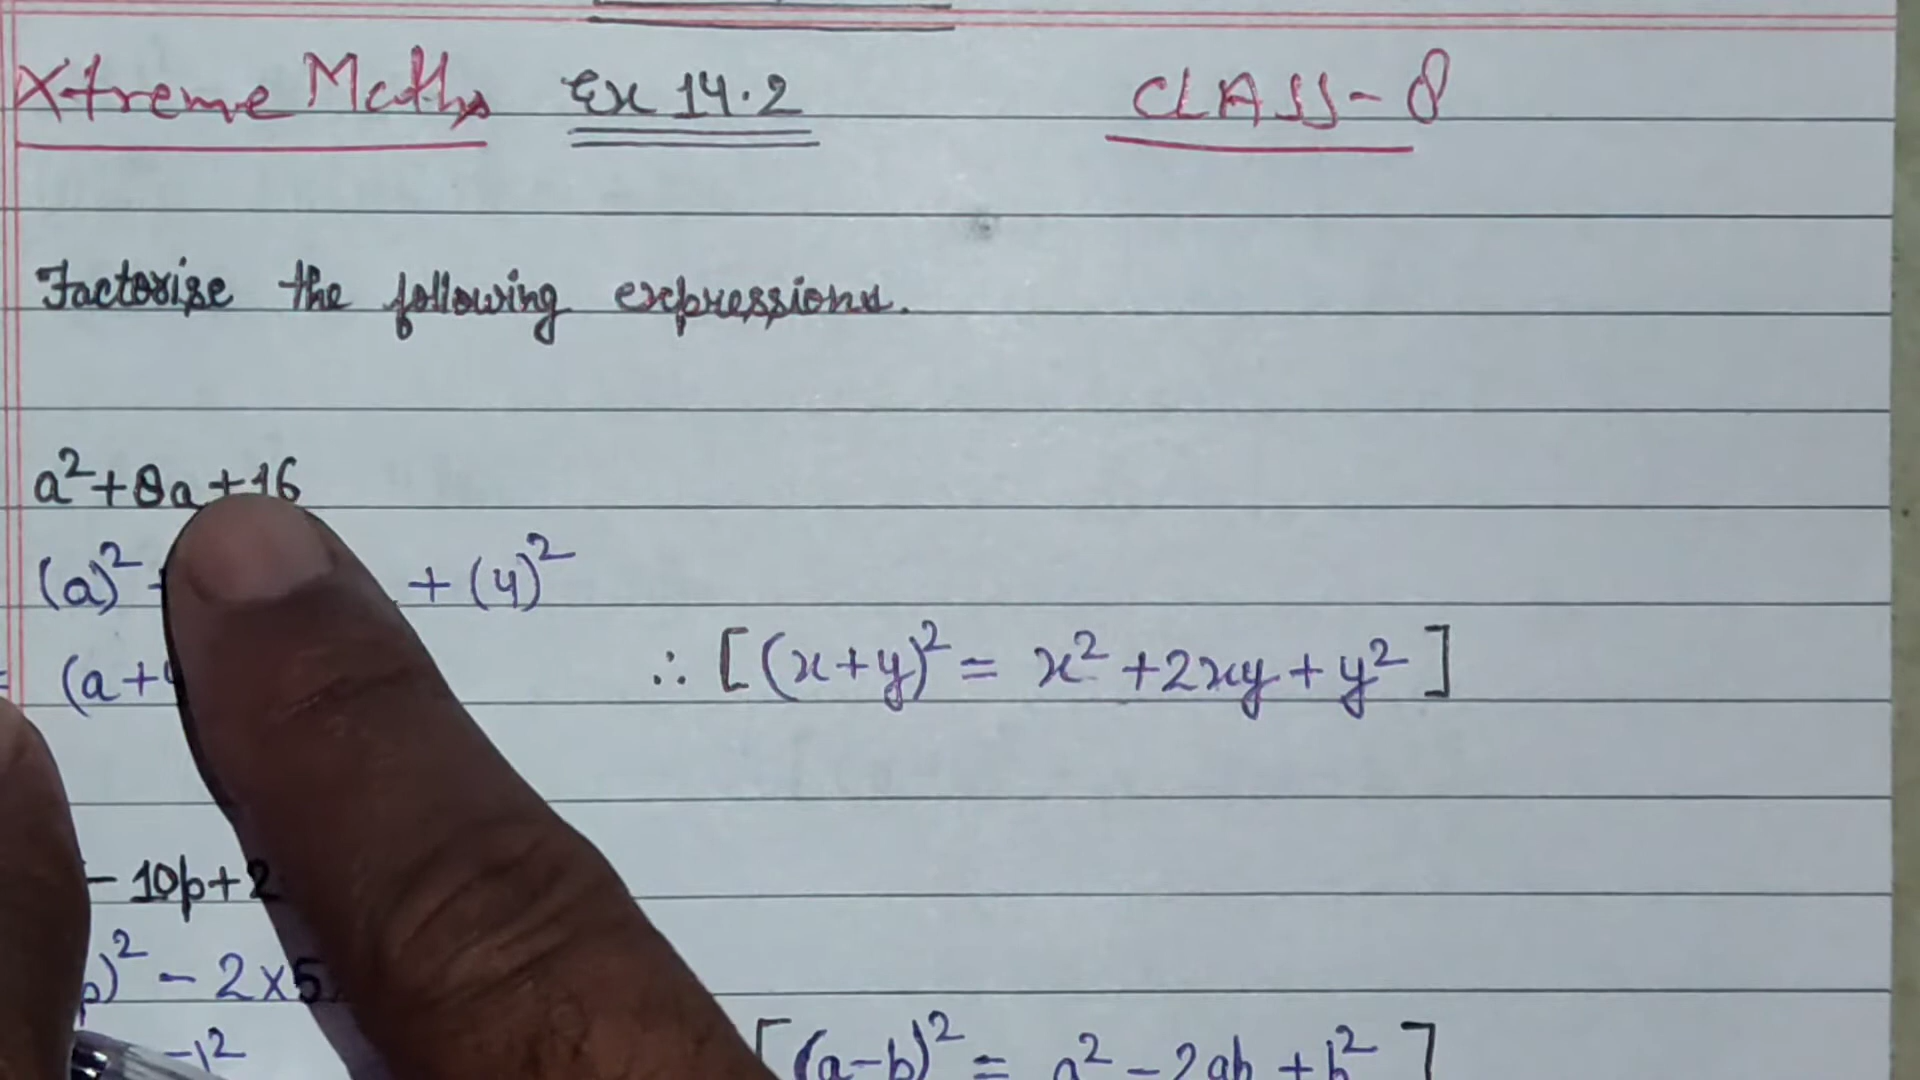 Xtreme Maths Ex 14.2 CLASS-8
Factorise the following expressions.
a²+8a+16
(a)² + (4)²
= (a+ ∴ [(x+y)² = x²+2xy+y²]
- 10p+2
p)² - 2×5
)² [(a-b)² = a²-2ab+b²]